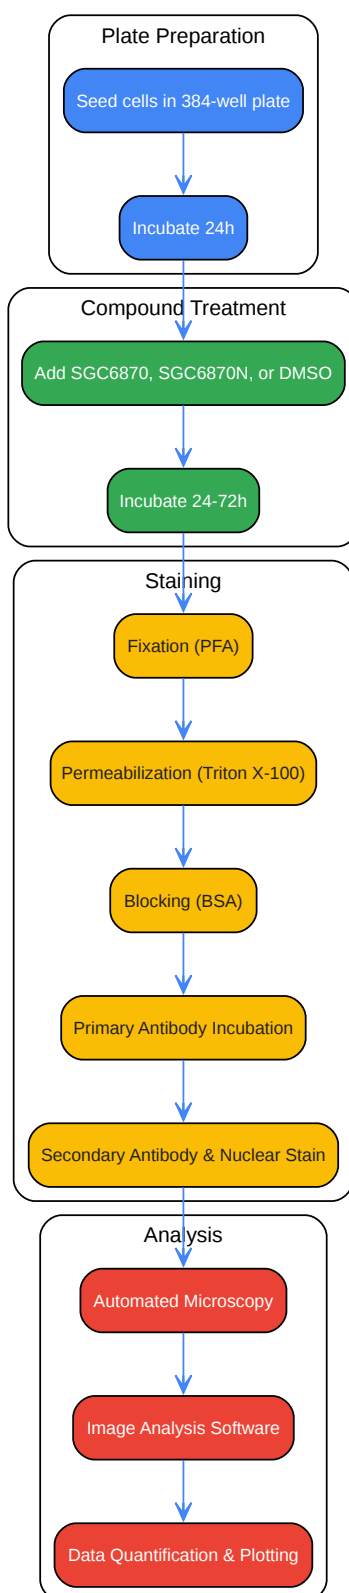 Plate Preparation
Seed cells in 384-well plate
Incubate 24h
Compound Treatment
Add SGC6870, SGC6870N, or DMSO
Incubate 24-72h
Staining
Fixation (PFA)
Permeabilization (Triton X-100)
Blocking (BSA)
Primary Antibody Incubation
Secondary Antibody & Nuclear Stain
Analysis
Automated Microscopy
Image Analysis Software
Data Quantification & Plotting